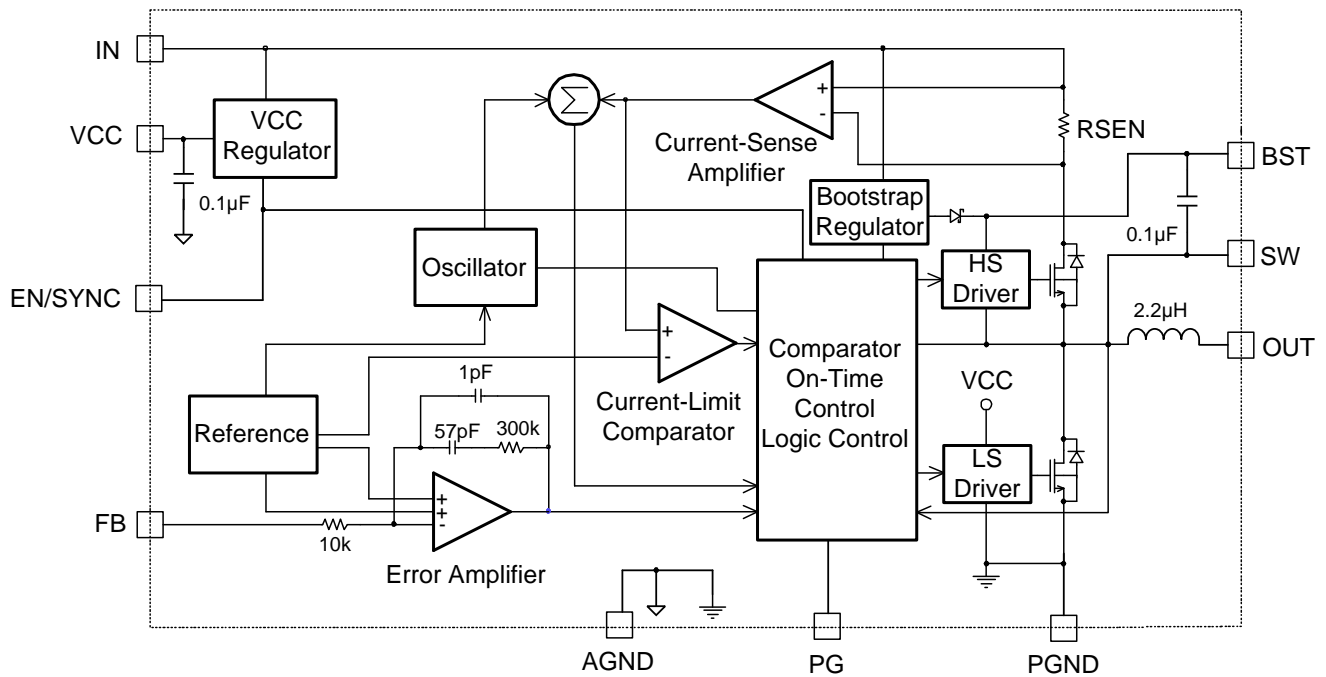 IN
VCC
Regulator
VCC
0.1µF
EN/SYNC
Σ
+
-
Current-Sense
Amplifier
RSEN
Bootstrap
Regulator
BST
0.1µF
SW
Oscillator
HS
Driver
2.2µH
OUT
+
-
Current-Limit
Comparator
Comparator
On-Time
Control
Logic Control
VCC
LS
Driver
Reference
1pF
57pF
300k
+
+
-
FB
10k
Error Amplifier
AGND
PG
PGND